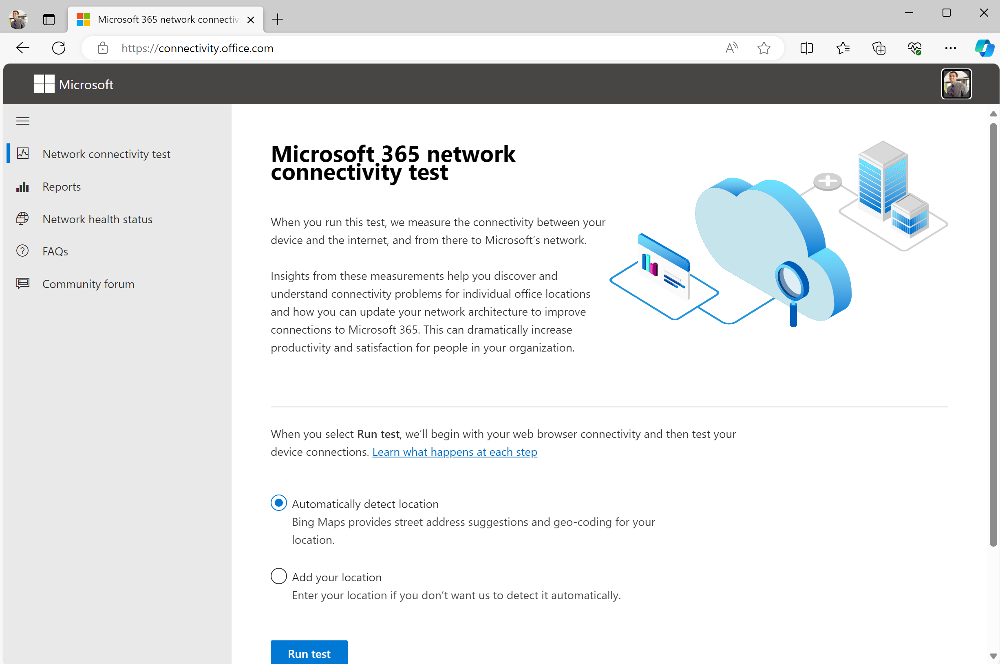 Microsoft 365 network connectiv
https://connectivity.office.com
Microsoft
Network connectivity test
Reports
Network health status
FAQs
Community forum
Microsoft 365 network
connectivity test
When you run this test, we measure the connectivity between your
device and the internet, and from there to Microsoft’s network.
Insights from these measurements help you discover and
understand connectivity problems for individual office locations
and how you can update your network architecture to improve
connections to Microsoft 365. This can dramatically increase
productivity and satisfaction for people in your organization.
When you select Run test, we’ll begin with your web browser connectivity and then test your
device connections. Learn what happens at each step
Automatically detect location
Bing Maps provides street address suggestions and geo-coding for your
location.
Add your location
Enter your location if you don’t want us to detect it automatically.
Run test